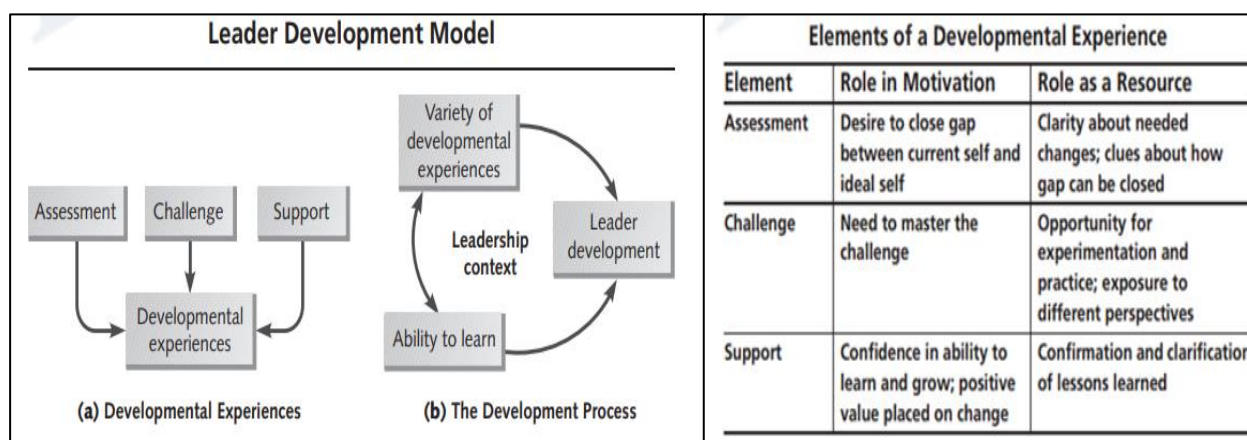 Leader Development Model
Assessment
Challenge
Support
Developmental
experiences
(a) Developmental Experiences
Variety of
developmental
experiences
Leadership
context
Leader
development
Ability to learn
(b) The Development Process
Elements of a Developmental Experience
Element Role in Motivation Role as a Resource
Assessment Desire to close gap Clarity about needed
between current self and changes; clues about how
ideal self gap can be closed
Challenge Need to master the Opportunity for
challenge experimentation and
practice; exposure to
different perspectives
Support Confidence in ability to Confirmation and clarification
learn and grow; positive of lessons learned
value placed on change